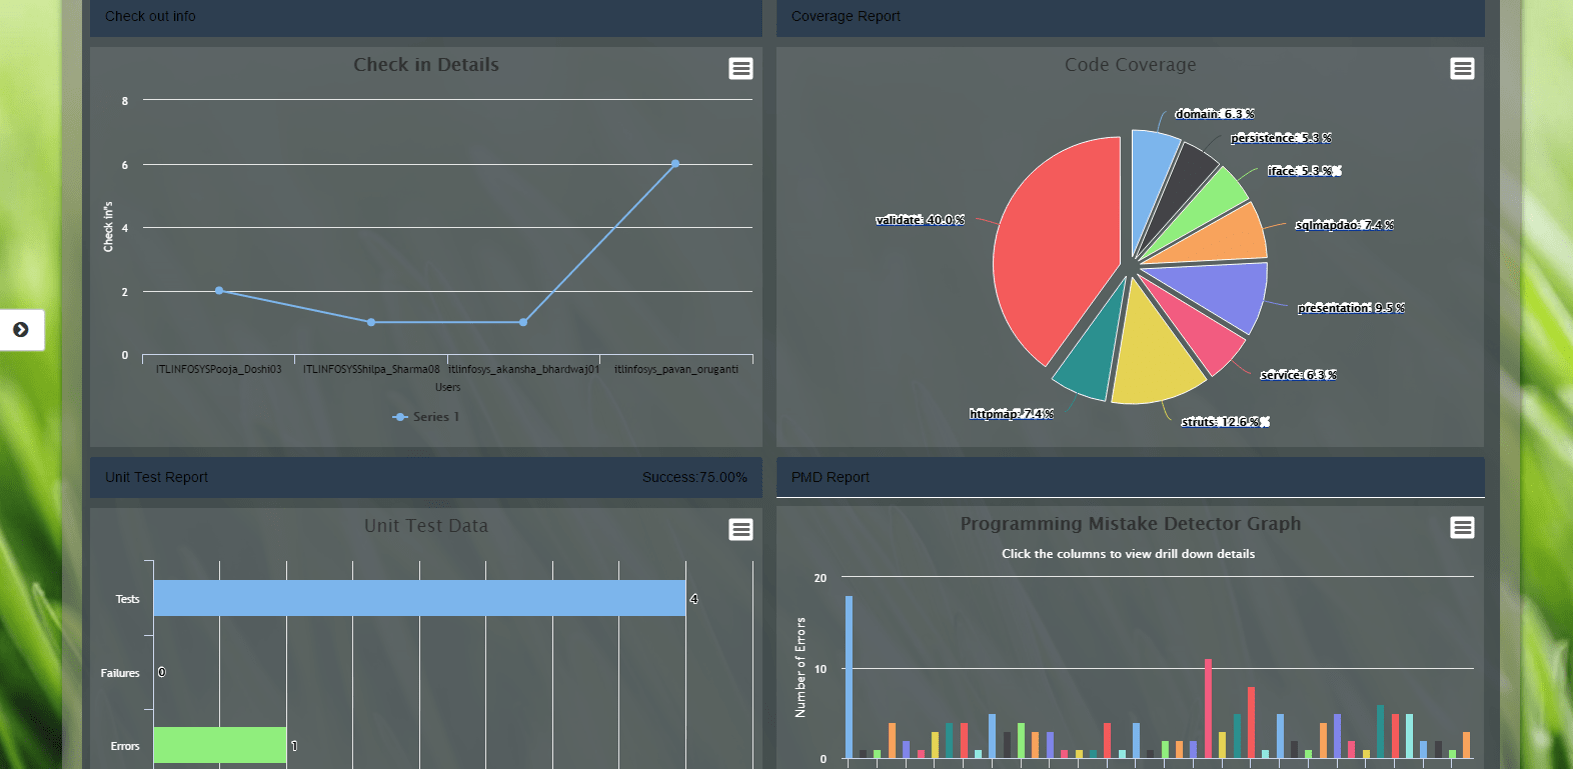 Check out info
Coverage Report
Check in Details
8
6
4
2
0
Check in"s
ITLINFOSYSPooja_Doshi03
ITLINFOSYSShilpa_Sharma08
itlinfosys_akansha_bhardwaj01
itlinfosys_pavan_oruganti
Users
Series 1
Code Coverage
domain: 6.3 %
persistence: 5.3 %
iface: 5.3 %
sqlmapdao: 7.4 %
presentation: 9.5 %
service: 6.3 %
struts: 12.6 %
httpmap: 7.4 %
validate: 40.0 %
Unit Test Report
Success:75.00%
PMD Report
Unit Test Data
Tests
4
Failures
0
Errors
1
Programming Mistake Detector Graph
Click the columns to view drill down details
20
10
0
Number of Errors